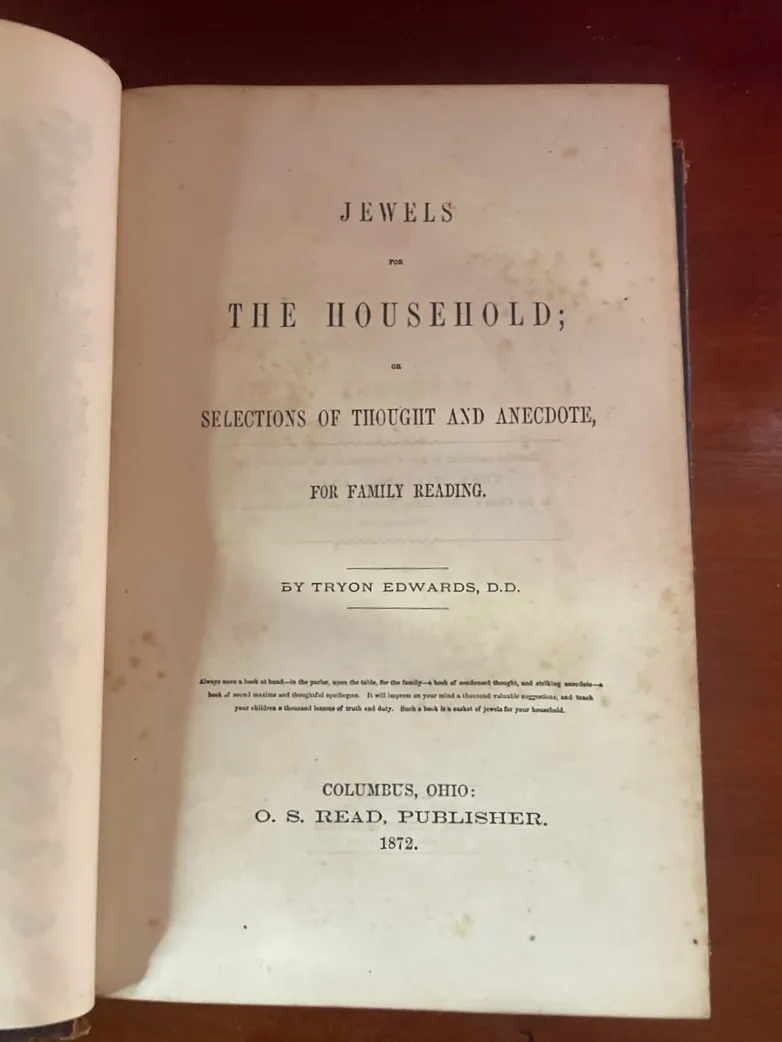 JEWELS
FOR
THE HOUSEHOLD;
OR
SELECTIONS OF THOUGHT AND ANECDOTE,
FOR FAMILY READING.
BY TRYON EDWARDS, D.D.
Always have a book at hand—in the parlor, upon the table, for the family—a book of condensed thought, and striking anecdote—a
book of sound maxims and thoughtful apothegms. It will impress on your mind a thousand valuable suggestions, and teach
your children a thousand lessons of truth and duty. Such a book is a casket of jewels for your household.
COLUMBUS, OHIO:
O. S. READ, PUBLISHER.
1872.